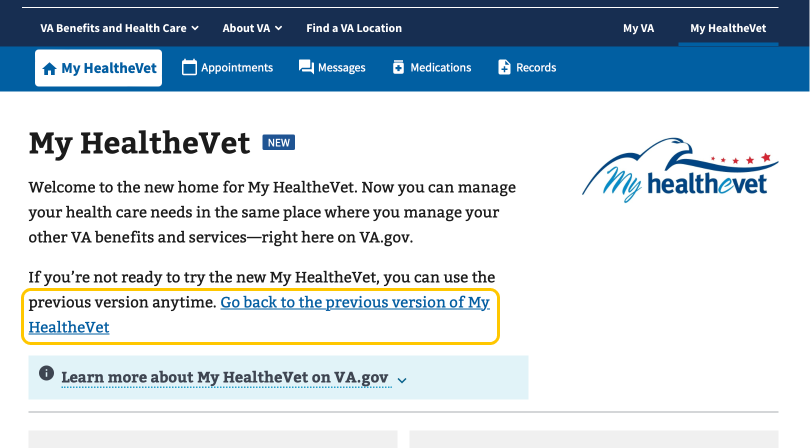 VA Benefits and Health Care About VA Find a VA Location My VA My HealtheVet
My HealtheVet Appointments Messages Medications Records
My HealtheVet NEW
Welcome to the new home for My HealtheVet. Now you can manage
your health care needs in the same place where you manage your
other VA benefits and services—right here on VA.gov.
My healthevet
If you're not ready to try the new My HealtheVet, you can use the
previous version anytime. Go back to the previous version of My
HealtheVet
Learn more about My HealtheVet on VA.gov